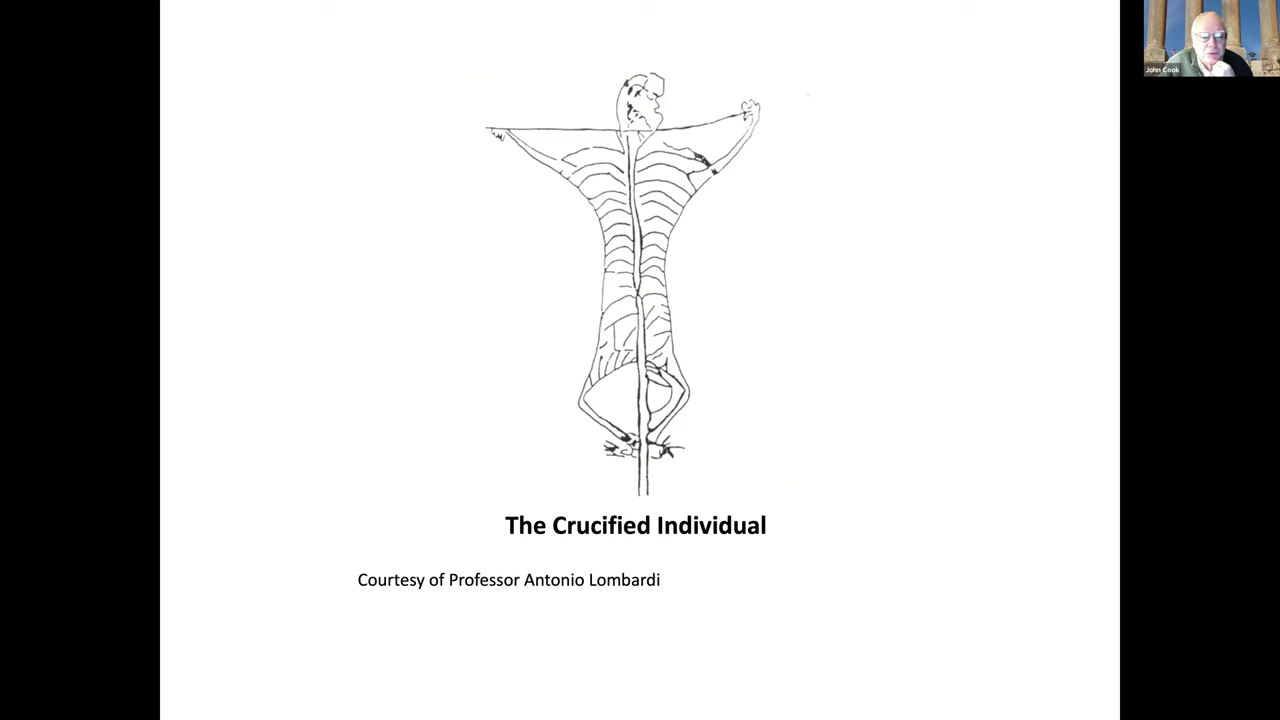 John Cook
The Crucified Individual
Courtesy of Professor Antonio Lombardi